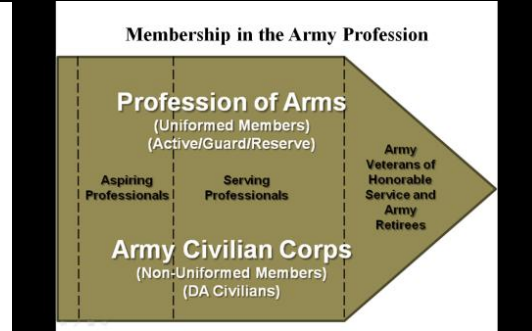 Membership in the Army Profession
Profession of Arms
(Uniformed Members)
(Active/Guard/Reserve)
Aspiring
Professionals
Serving
Professionals
Army
Veterans of
Honorable
Service and
Army
Retirees
Army Civilian Corps
(Non-Uniformed Members)
(DA Civilians)